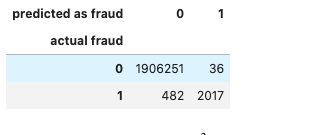 predicted as fraud 0 1
actual fraud
0 1906251 36
1 482 2017